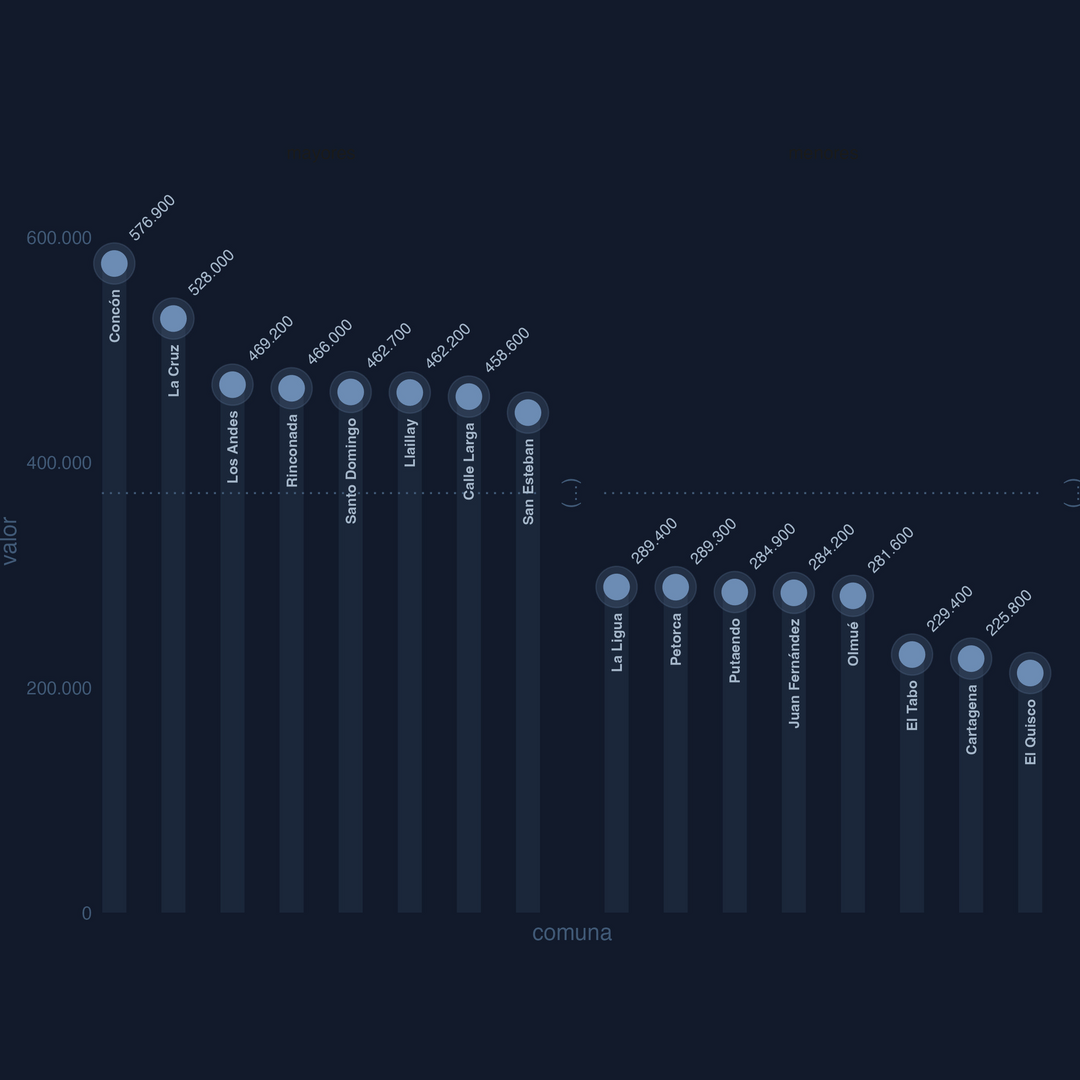 576.900
528.000
469.200
466.000
462.700
462.200
458.600
600.000
400.000
200.000
0
valor
Concón
La Cruz
Los Andes
Rinconada
Santo Domingo
Llaillay
Calle Larga
San Esteban
(...)
289.400
289.300
284.900
284.200
281.600
229.400
225.800
La Ligua
Petorca
Putaendo
Juan Fernández
Olmué
El Tabo
Cartagena
El Quisco
(...)
comuna